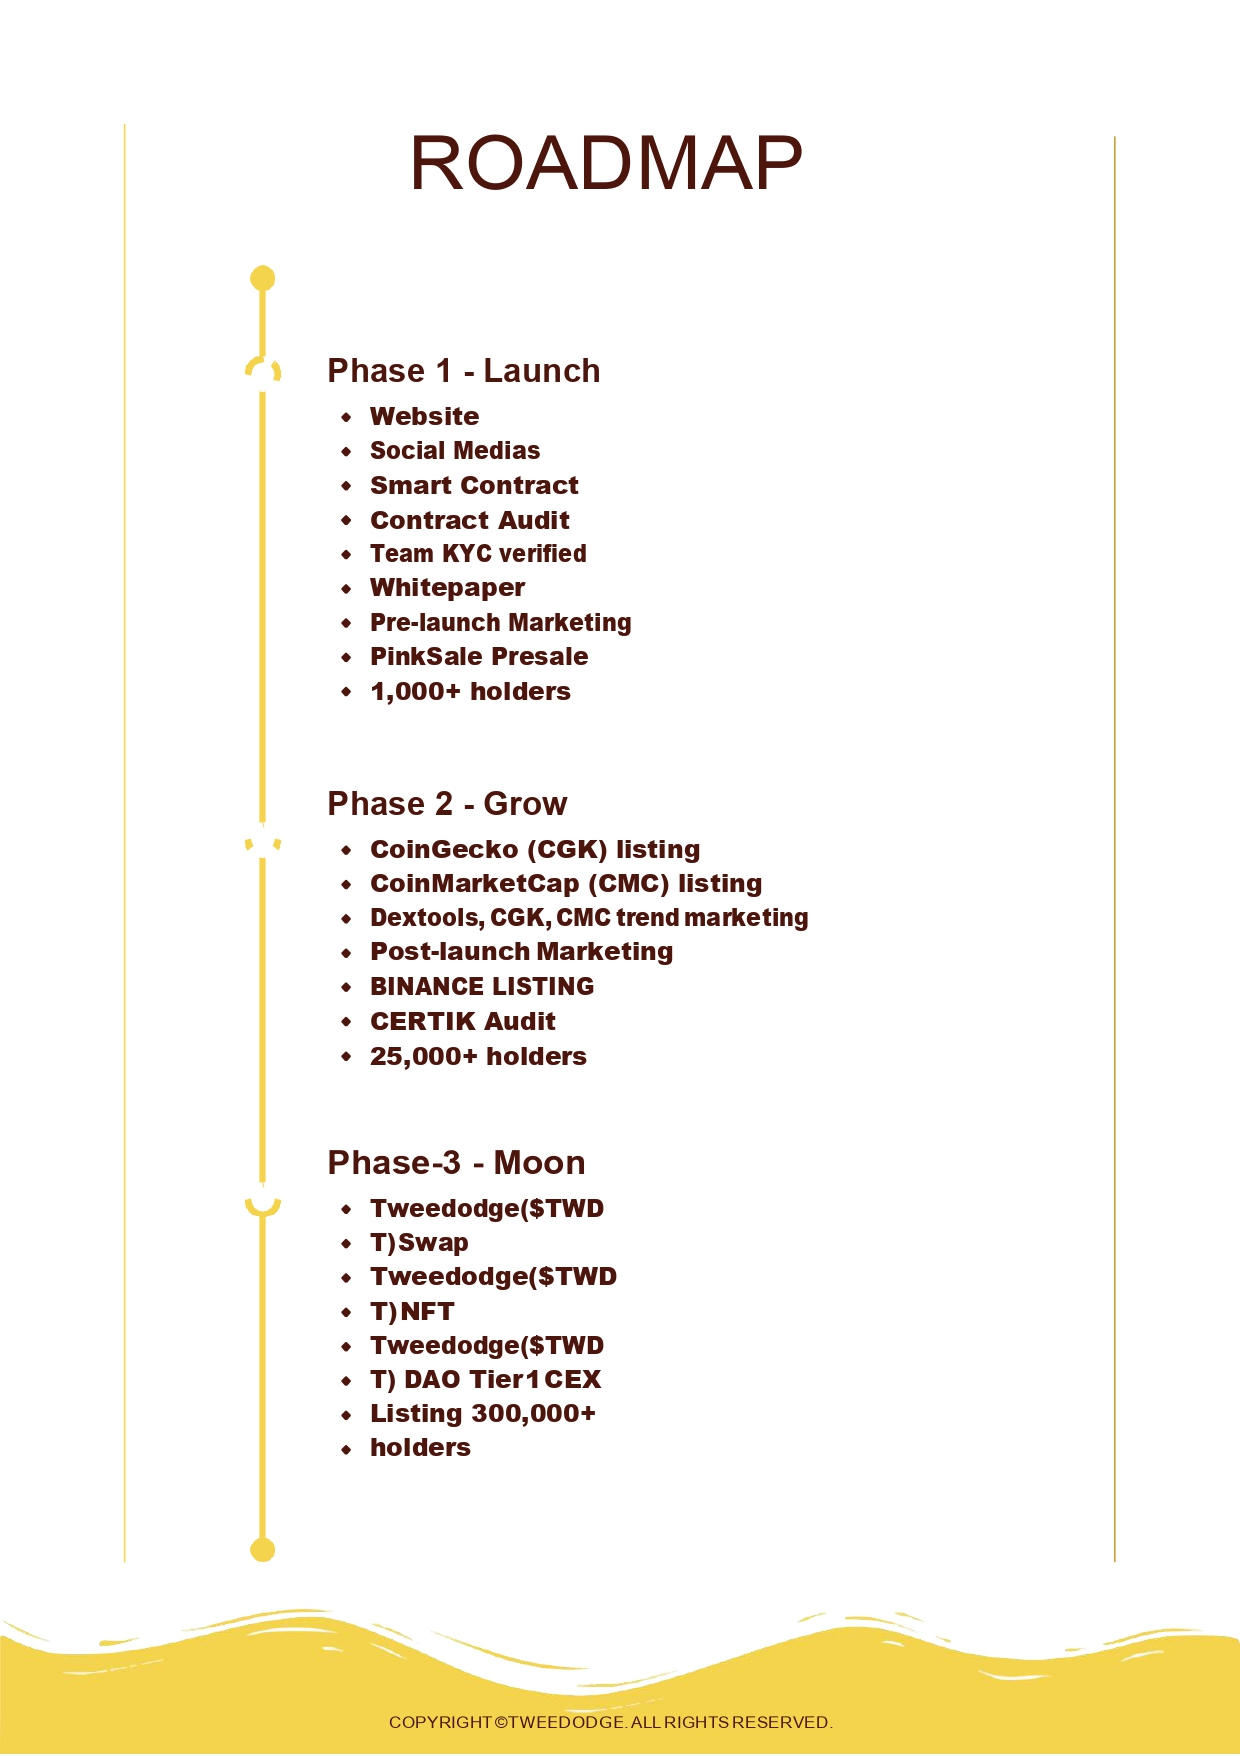 ROADMAP
Phase 1 - Launch
Website
Social Medias
Smart Contract
Contract Audit
Team KYC verified
Whitepaper
Pre-launch Marketing
PinkSale Presale
1,000+ holders
Phase 2 - Grow
CoinGecko (CGK) listing
CoinMarketCap (CMC) listing
Dextools, CGK, CMC trend marketing
Post-launch Marketing
BINANCE LISTING
CERTIK Audit
25,000+ holders
Phase-3 - Moon
Tweedodge($TWD
T)Swap
Tweedodge($TWD
T)NFT
Tweedodge($TWD
T) DAO Tier1 CEX
Listing 300,000+
holders
COPYRIGHT ©TWEEDODGE. ALL RIGHTS RESERVED.